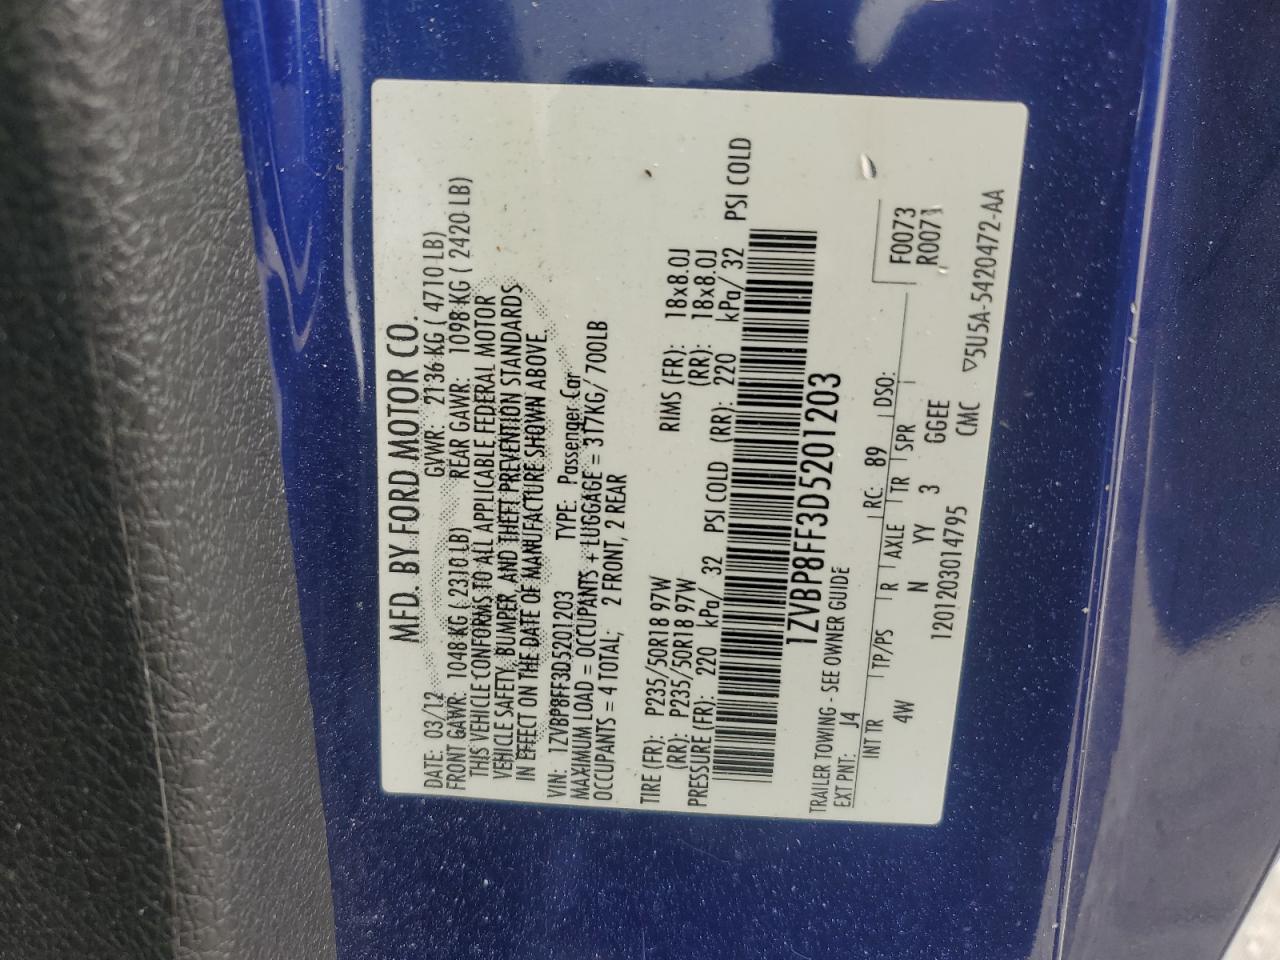 MFD. BY FORD MOTOR CO.
DATE: 03/12 GVWR: 2136 KG ( 4710 LB)
FRONT GAWR: 1048 KG ( 2310 LB) REAR GAWR: 1098 KG ( 2420 LB)
THIS VEHICLE CONFORMS TO ALL APPLICABLE FEDERAL MOTOR
VEHICLE SAFETY, BUMPER, AND THEFT PREVENTION STANDARDS
IN EFFECT ON THE DATE OF MANUFACTURE SHOWN ABOVE.
VIN: 1ZVBP8FF3D5201203 TYPE: Passenger Car
MAXIMUM LOAD = OCCUPANTS + LUGGAGE = 317KG/ 700LB
OCCUPANTS = 4 TOTAL; 2 FRONT, 2 REAR
TIRE (FR): P235/50R18 97W RIMS (FR): 18x8.0J
(RR): P235/50R18 97W (RR): 18x8.0J
PRESSURE (FR): 220 kPa/ 32 PSI COLD (RR): 220 kPa/ 32 PSI COLD
1ZVBP8FF3D5201203
TRAILER TOWING - SEE OWNER GUIDE
EXT PNT: J4 RC: 89 DSO:
INT TR TP/PS R AXLE TR SPR
4W N YY 3 GGEE
F0073
R0071
1201203014795 CMC
▽5U5A-5420472-AA